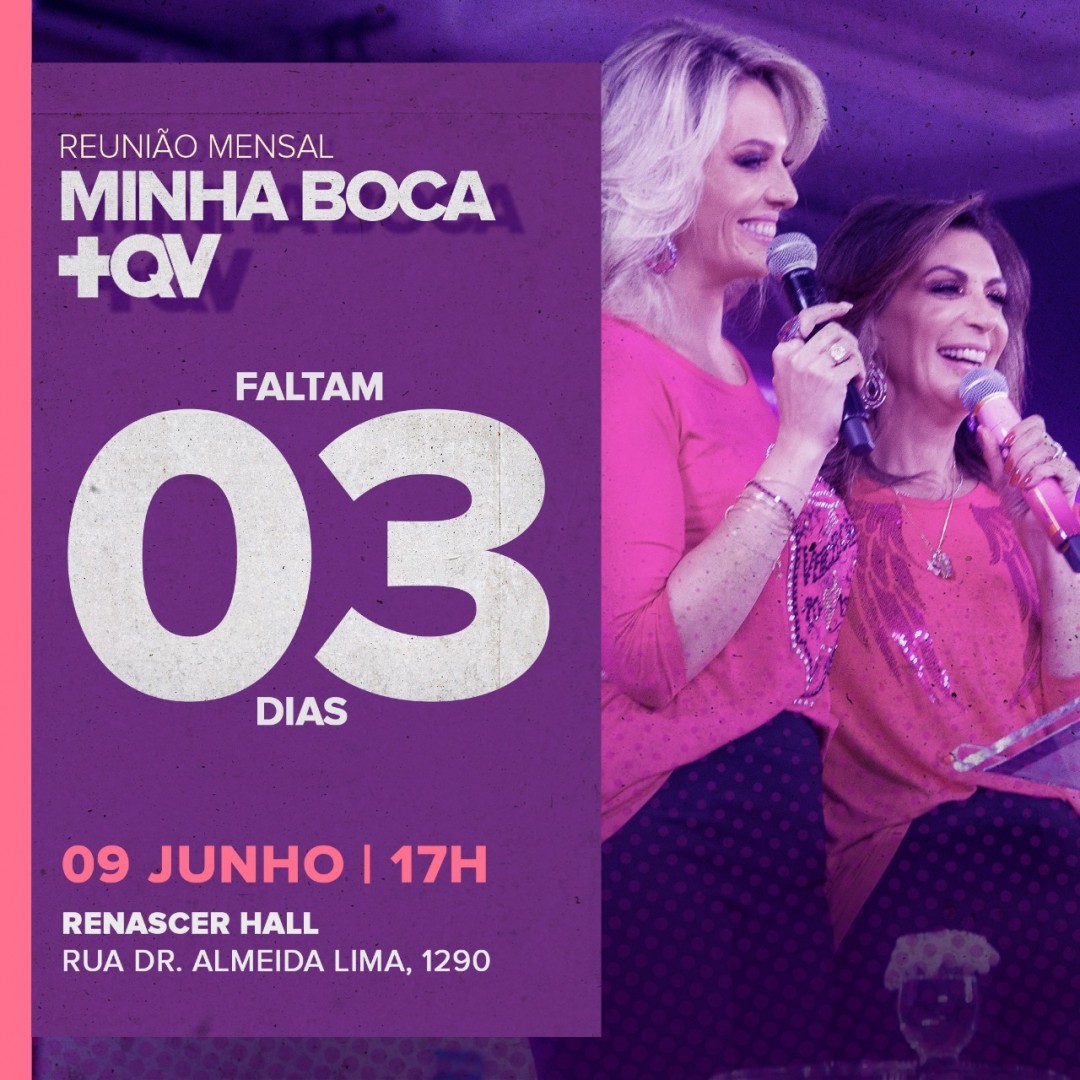 REUNIÃO MENSAL
MINHA BOCA
+QV
FALTAM
03
DIAS
09 JUNHO | 17H
RENASCER HALL
RUA DR. ALMEIDA LIMA, 1290